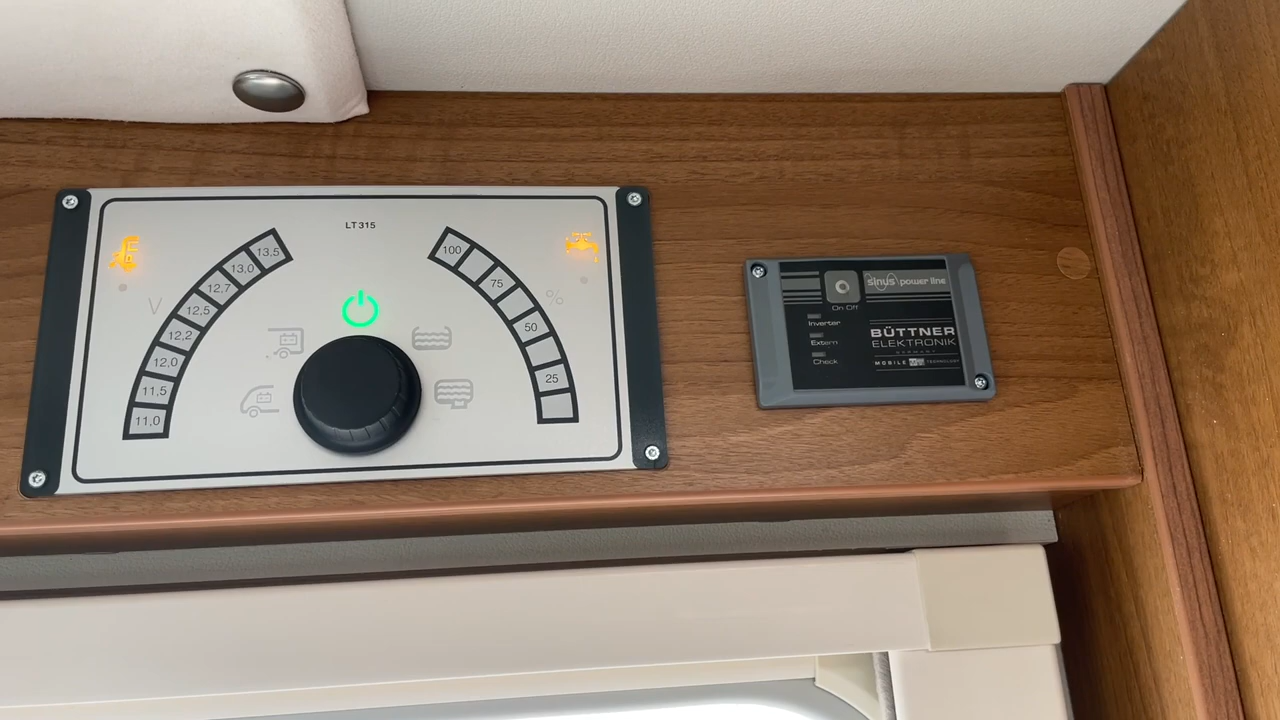 LT315
V
13,5
13,0
12,7
12,5
12,2
12,0
11,5
11,0
100
75
%
50
25
sinus power line
On Off
Inverter
Extern
Check
BÜTTNER
ELEKTRONIK
GERMANY
MOBILE TECHNOLOGY